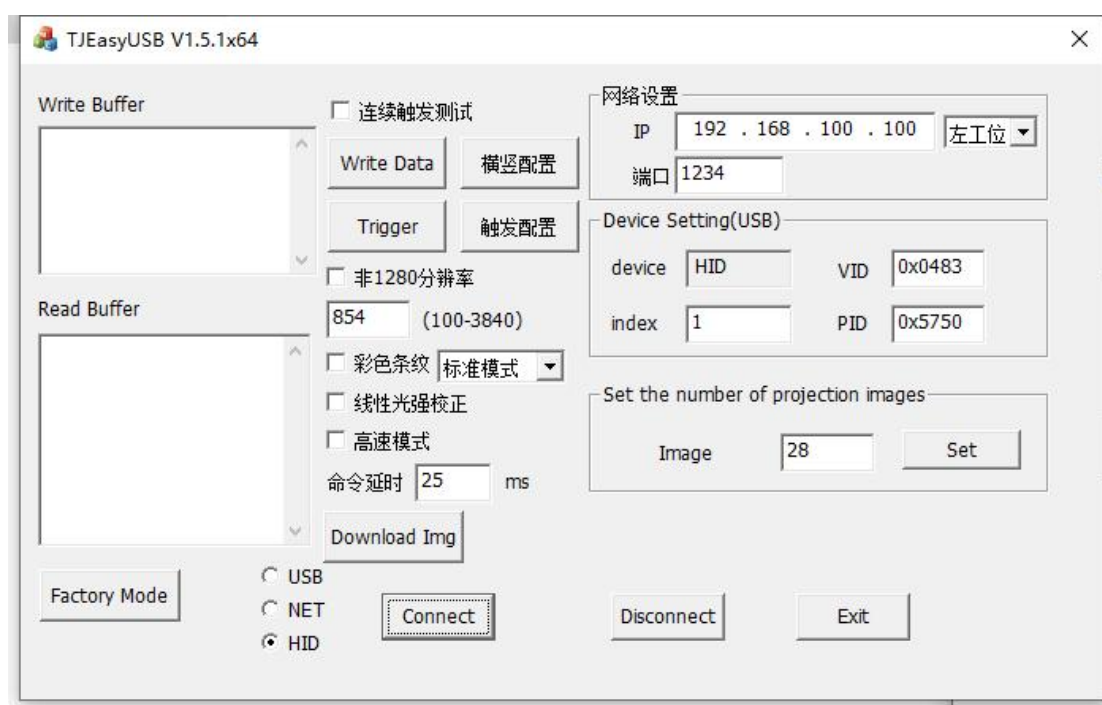 TJEasyUSB V1.5.1x64
Write Buffer
连续触发测试
Write Data
横竖配置
Trigger
触发配置
非1280分辨率
854
(100-3840)
Read Buffer
彩色条纹
标准模式
线性光强校正
高速模式
命令延时
25
ms
Download Img
网络设置
IP
192 . 168 . 100 . 100
左工位
端口
1234
Device Setting(USB)
device
HID
VID
0x0483
index
1
PID
0x5750
Set the number of projection images
Image
28
Set
Factory Mode
USB
NET
HID
Connect
Disconnect
Exit